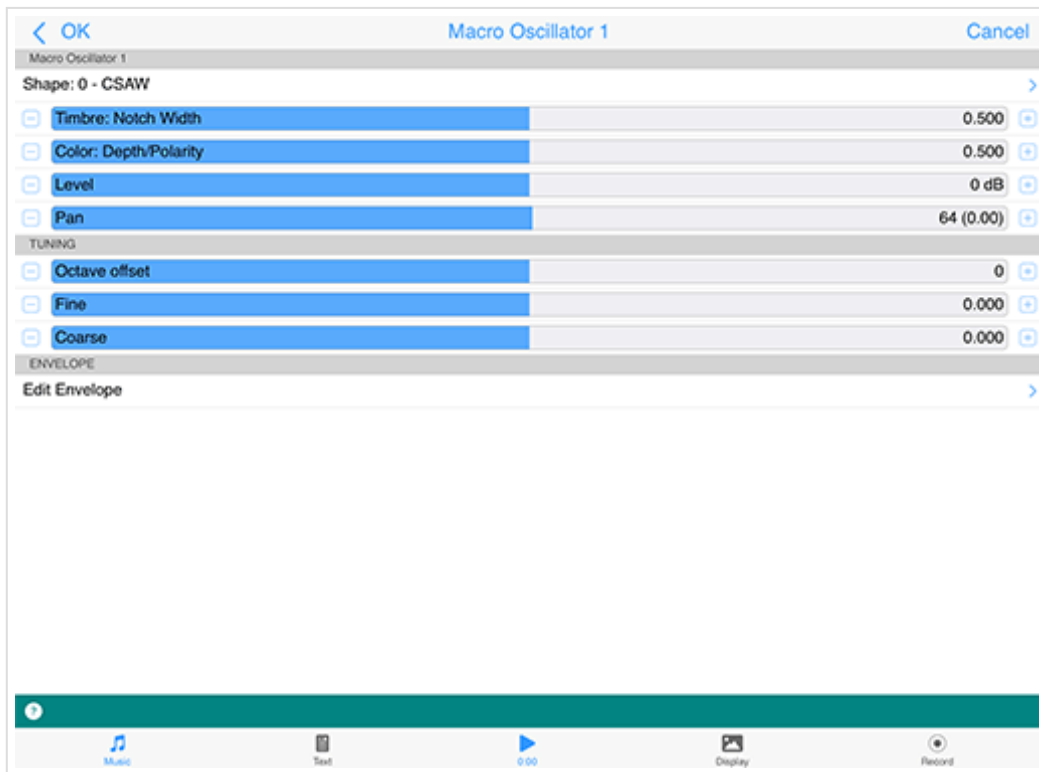 OK Macro Oscillator 1 Cancel
Macro Oscillator 1
Shape: 0 - CSAW
Timbre: Notch Width 0.500
Color: Depth/Polarity 0.500
Level 0 dB
Pan 64 (0.00)
TUNING
Octave offset 0
Fine 0.000
Coarse 0.000
ENVELOPE
Edit Envelope
?
Music Text 0:00 Display Record